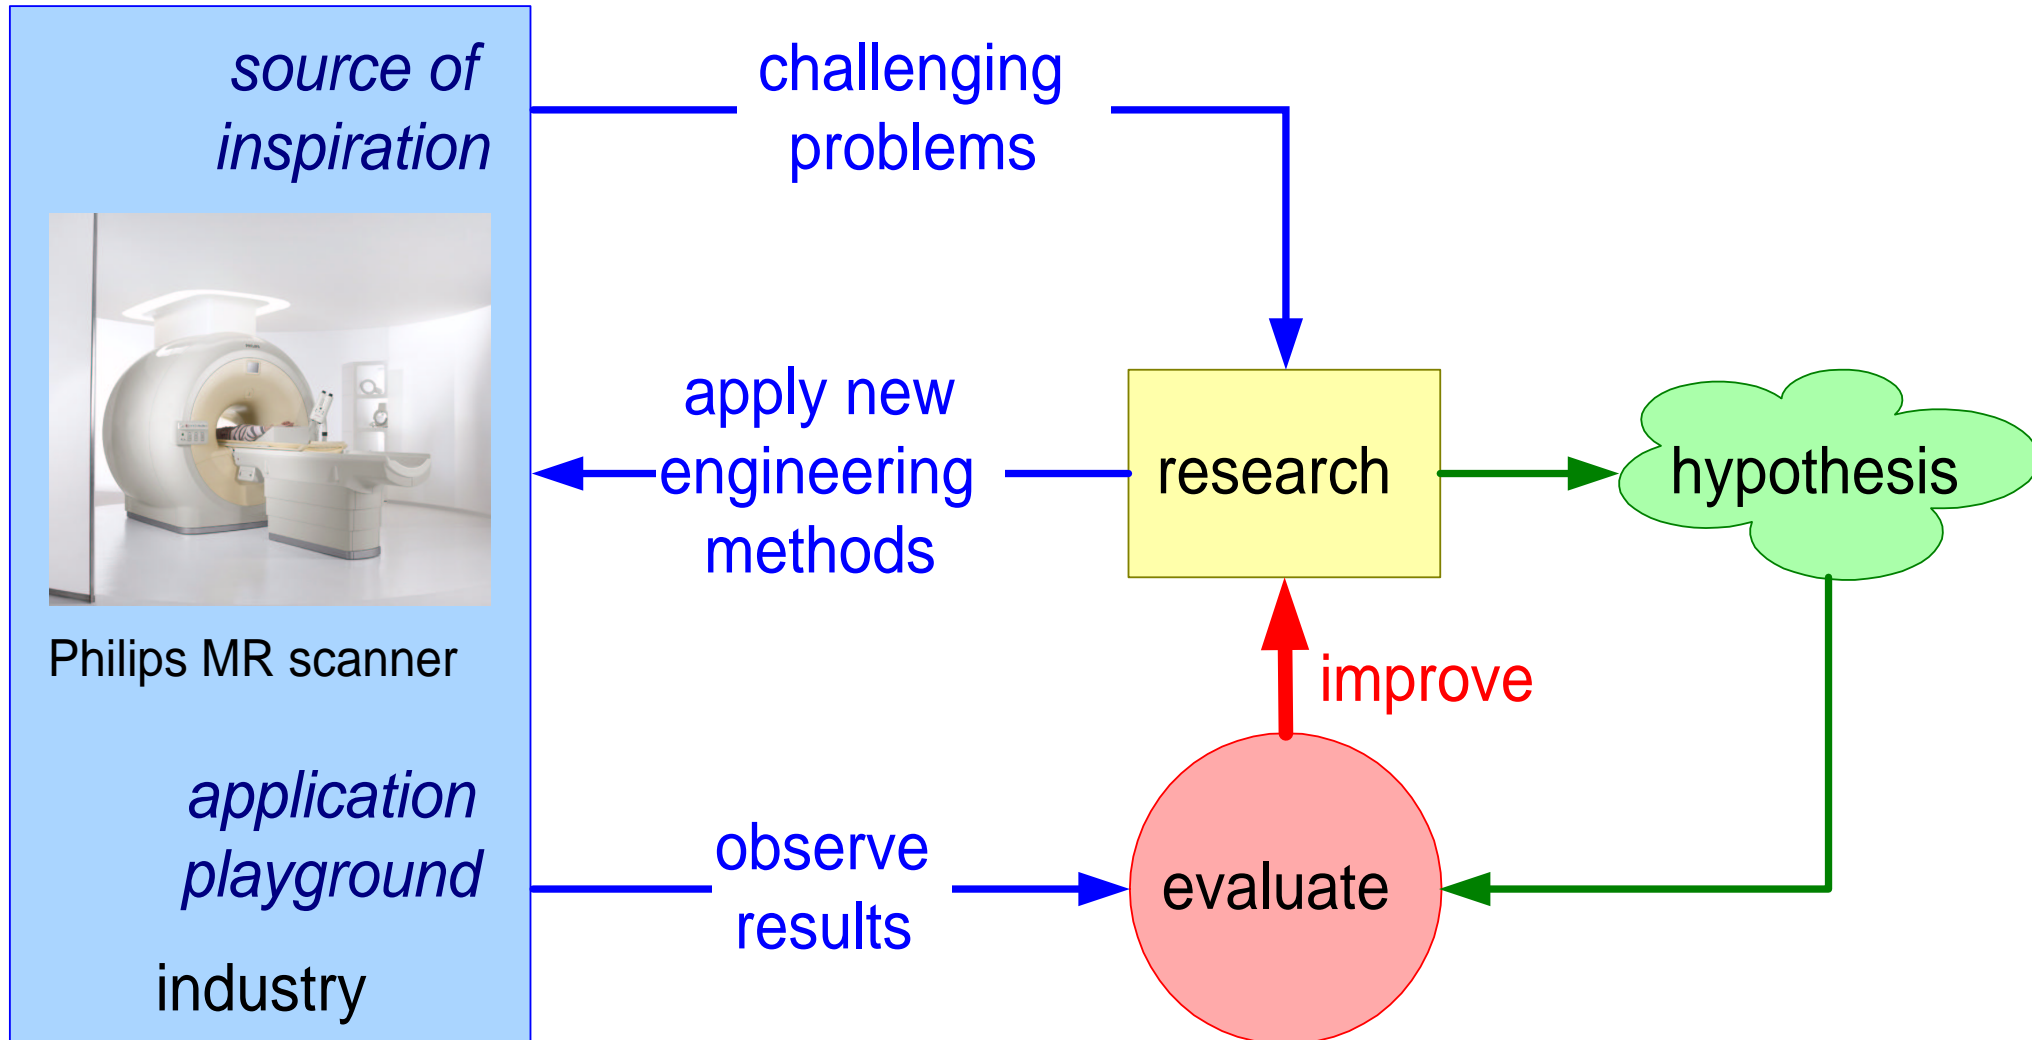 source of
inspiration
challenging
problems
apply new
engineering
methods
research
hypothesis
Philips MR scanner
improve
application
playground
observe
results
evaluate
industry